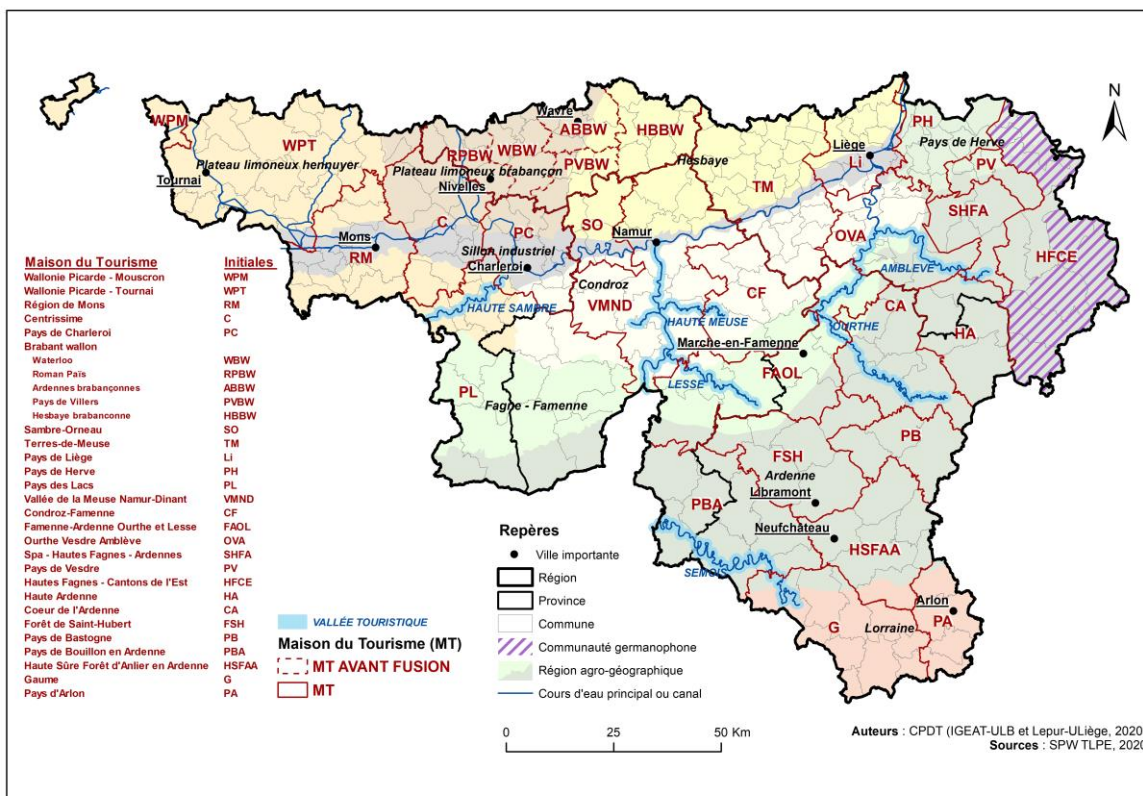 N
WPM
WPT
Plateau limoneux hennuyer
Tournai
RPBW
WBW
Wavre
ABBW
HBBW
PVBW
Plateau limoneux brabançon
Nivelles
Hesbaye
TM
Liège
Li
PH
Pays de Herve
PV
SHFA
HFCE
C
PC
SO
Namur
Mons
RM
Sillon industriel
Charleroi
OVA
AMBLEVE
Condroz
VMND
CF
CA
HAUTE SAMBRE
HAUTE MEUSE
OURTHE
HA
Marche-en-Famenne
FAOL
LESSE
PL
Fagne - Famenne
PB
FSH
Ardenne
Libramont
PBA
Neufchâteau
HSFAA
SEMOIS
Arlon
G
Lorraine
PA
Maison du Tourisme Initiales
Wallonie Picarde - Mouscron WPM
Wallonie Picarde - Tournai WPT
Région de Mons RM
Centrissime C
Pays de Charleroi PC
Brabant wallon
Waterloo WBW
Roman Païs RPBW
Ardennes brabançonnes ABBW
Pays de Villers PVBW
Hesbaye brabanconne HBBW
Sambre-Orneau SO
Terres-de-Meuse TM
Pays de Liège Li
Pays de Herve PH
Pays des Lacs PL
Vallée de la Meuse Namur-Dinant VMND
Condroz-Famenne CF
Famenne-Ardenne Ourthe et Lesse FAOL
Ourthe Vesdre Amblève OVA
Spa - Hautes Fagnes - Ardennes SHFA
Pays de Vesdre PV
Hautes Fagnes - Cantons de l'Est HFCE
Haute Ardenne HA
Coeur de l'Ardenne CA
Forêt de Saint-Hubert FSH
Pays de Bastogne PB
Pays de Bouillon en Ardenne PBA
Haute Sûre Forêt d'Anlier en Ardenne HSFAA
Gaume G
Pays d'Arlon PA
VALLÉE TOURISTIQUE
Maison du Tourisme (MT)
MT AVANT FUSION
MT
Repères
Ville importante
Région
Province
Commune
Communauté germanophone
Région agro-géographique
Cours d'eau principal ou canal
0 25 50 Km
Auteurs : CPDT (IGEAT-ULB et Lepur-ULiège, 2020)
Sources : SPW TLPE, 2020